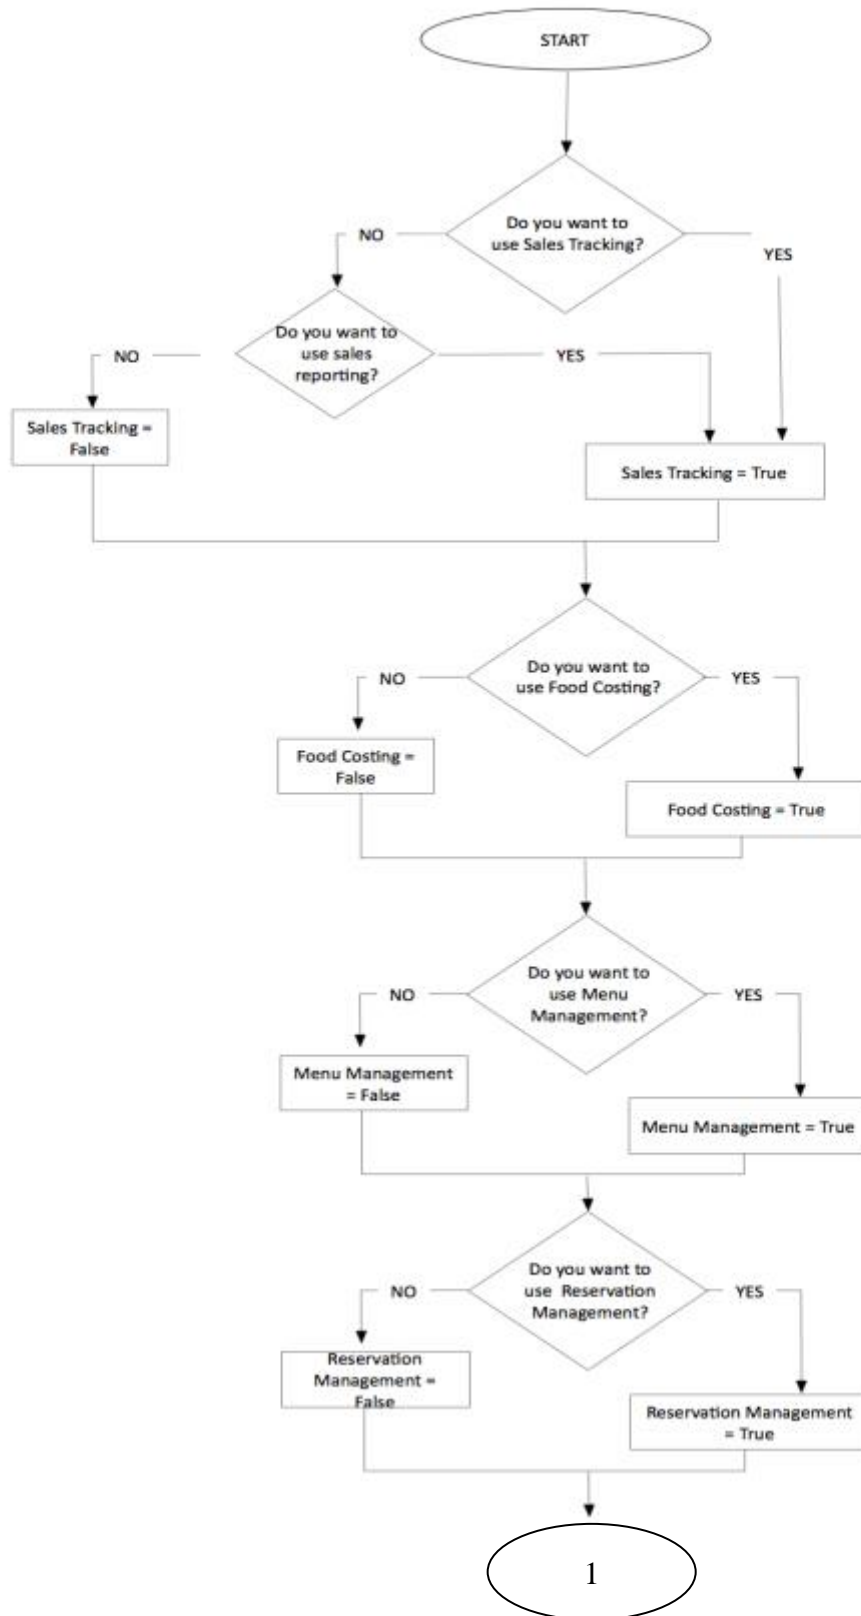 START
Do you want to
use Sales Tracking?
NO
YES
Do you want to
use sales
reporting?
NO
YES
Sales Tracking =
False
Sales Tracking = True
Do you want to
use Food Costing?
NO
YES
Food Costing =
False
Food Costing = True
Do you want to
use Menu
Management?
NO
YES
Menu Management
= False
Menu Management = True
Do you want to
use Reservation
Management?
NO
YES
Reservation
Management =
False
Reservation Management
= True
1